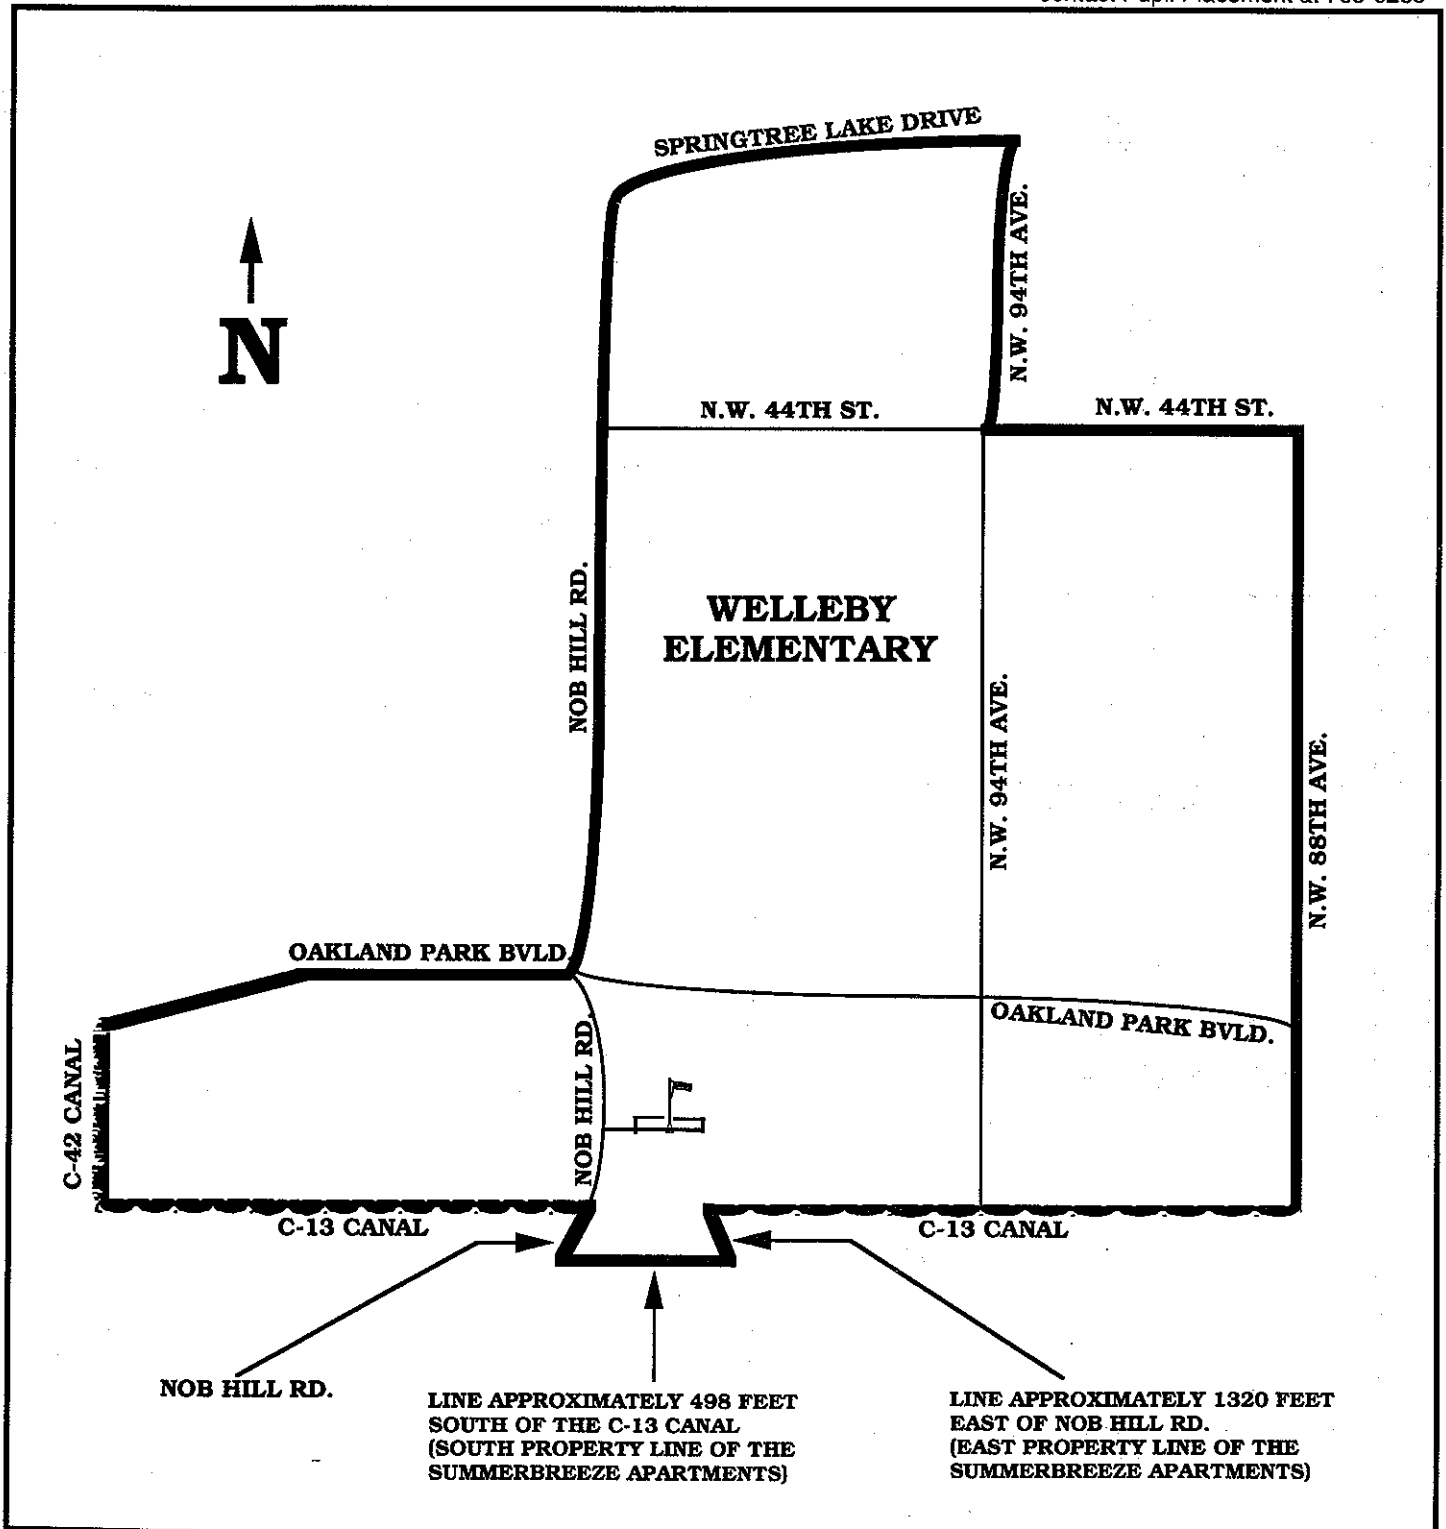 SPRINGTREE LAKE DRIVE
N.W. 94TH AVE.
N
N.W. 44TH ST.
N.W. 44TH ST.
NOB HILL RD.
WELLEBY
ELEMENTARY
N.W. 94TH AVE.
N.W. 88TH AVE.
OAKLAND PARK BVLD.
OAKLAND PARK BVLD.
C-42 CANAL
NOB HILL RD.
C-13 CANAL
C-13 CANAL
NOB HILL RD.
LINE APPROXIMATELY 498 FEET
SOUTH OF THE C-13 CANAL
(SOUTH PROPERTY LINE OF THE
SUMMERBREEZE APARTMENTS)
LINE APPROXIMATELY 1320 FEET
EAST OF NOB HILL RD.
(EAST PROPERTY LINE OF THE
SUMMERBREEZE APARTMENTS)